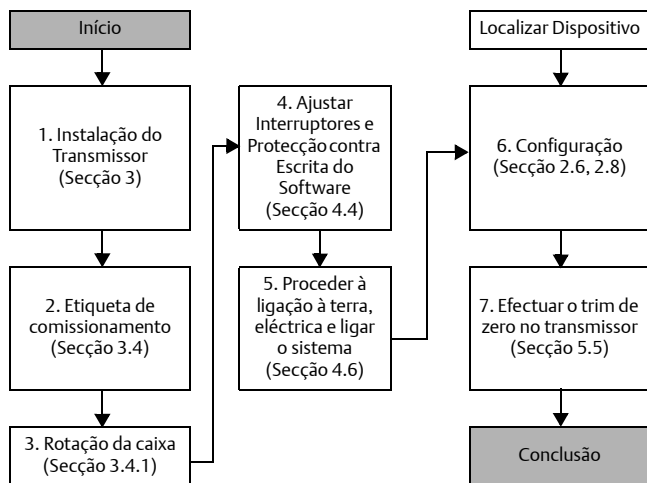 Início
1. Instalação do
Transmissor
(Secção 3)
2. Etiqueta de
comissionamento
(Secção 3.4)
3. Rotação da caixa
(Secção 3.4.1)
4. Ajustar
Interruptores e
Protecção contra
Escrita do
Software
(Secção 4.4)
5. Proceder à
ligação à terra,
eléctrica e ligar
o sistema
(Secção 4.6)
Localizar Dispositivo
6. Configuração
(Secção 2.6, 2.8)
7. Efectuar o trim de
zero no transmissor
(Secção 5.5)
Conclusão